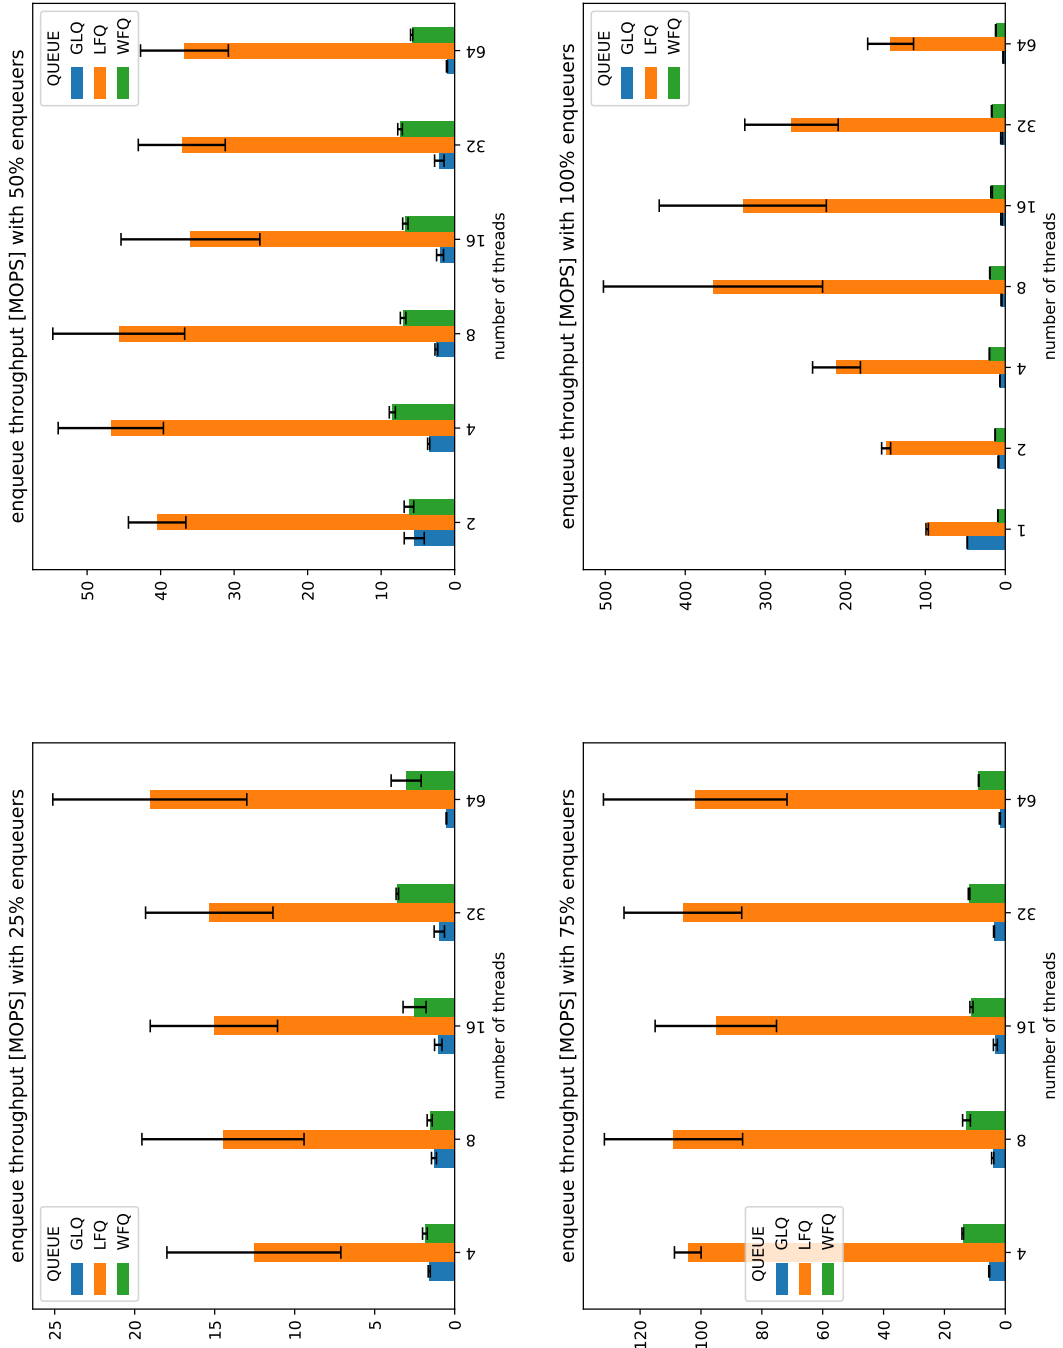 enqueue throughput [MOPS] with 25% enqueuers
25
20
15
10
5
0
QUEUE
GLQ
LFQ
WFQ
4
8
16
32
64
number of threads
enqueue throughput [MOPS] with 50% enqueuers
50
40
30
20
10
0
QUEUE
GLQ
LFQ
WFQ
2
4
8
16
32
64
number of threads
enqueue throughput [MOPS] with 75% enqueuers
120
100
80
60
40
20
0
QUEUE
GLQ
LFQ
WFQ
4
8
16
32
64
number of threads
enqueue throughput [MOPS] with 100% enqueuers
500
400
300
200
100
0
QUEUE
GLQ
LFQ
WFQ
1
2
4
8
16
32
64
number of threads